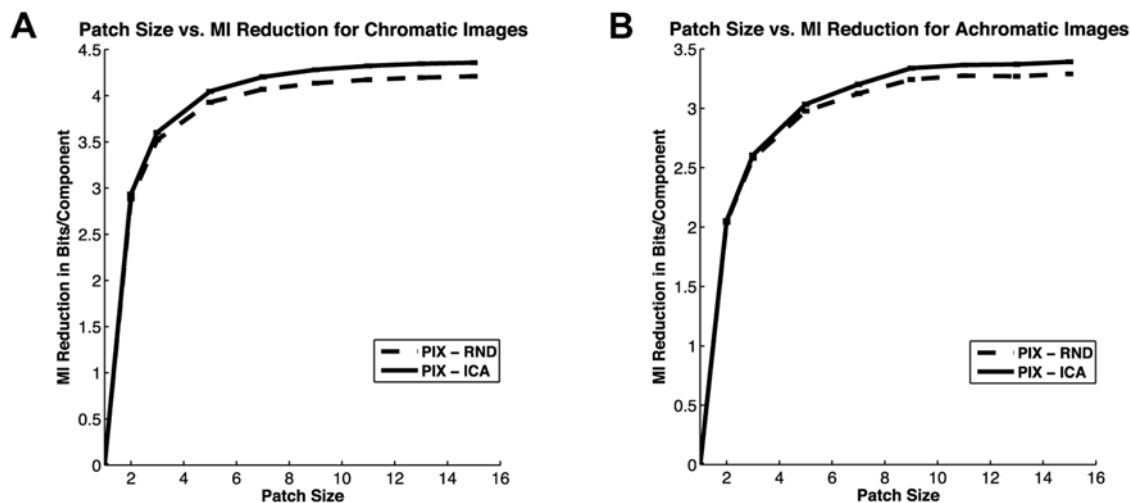 A
Patch Size vs. MI Reduction for Chromatic Images
MI Reduction in Bits/Component
4.5
4
3.5
3
2.5
2
1.5
1
0.5
0
2 4 6 8 10 12 14 16
Patch Size
PIX – RND
PIX – ICA
B
Patch Size vs. MI Reduction for Achromatic Images
MI Reduction in Bits/Component
3.5
3
2.5
2
1.5
1
0.5
0
2 4 6 8 10 12 14 16
Patch Size
PIX – RND
PIX – ICA